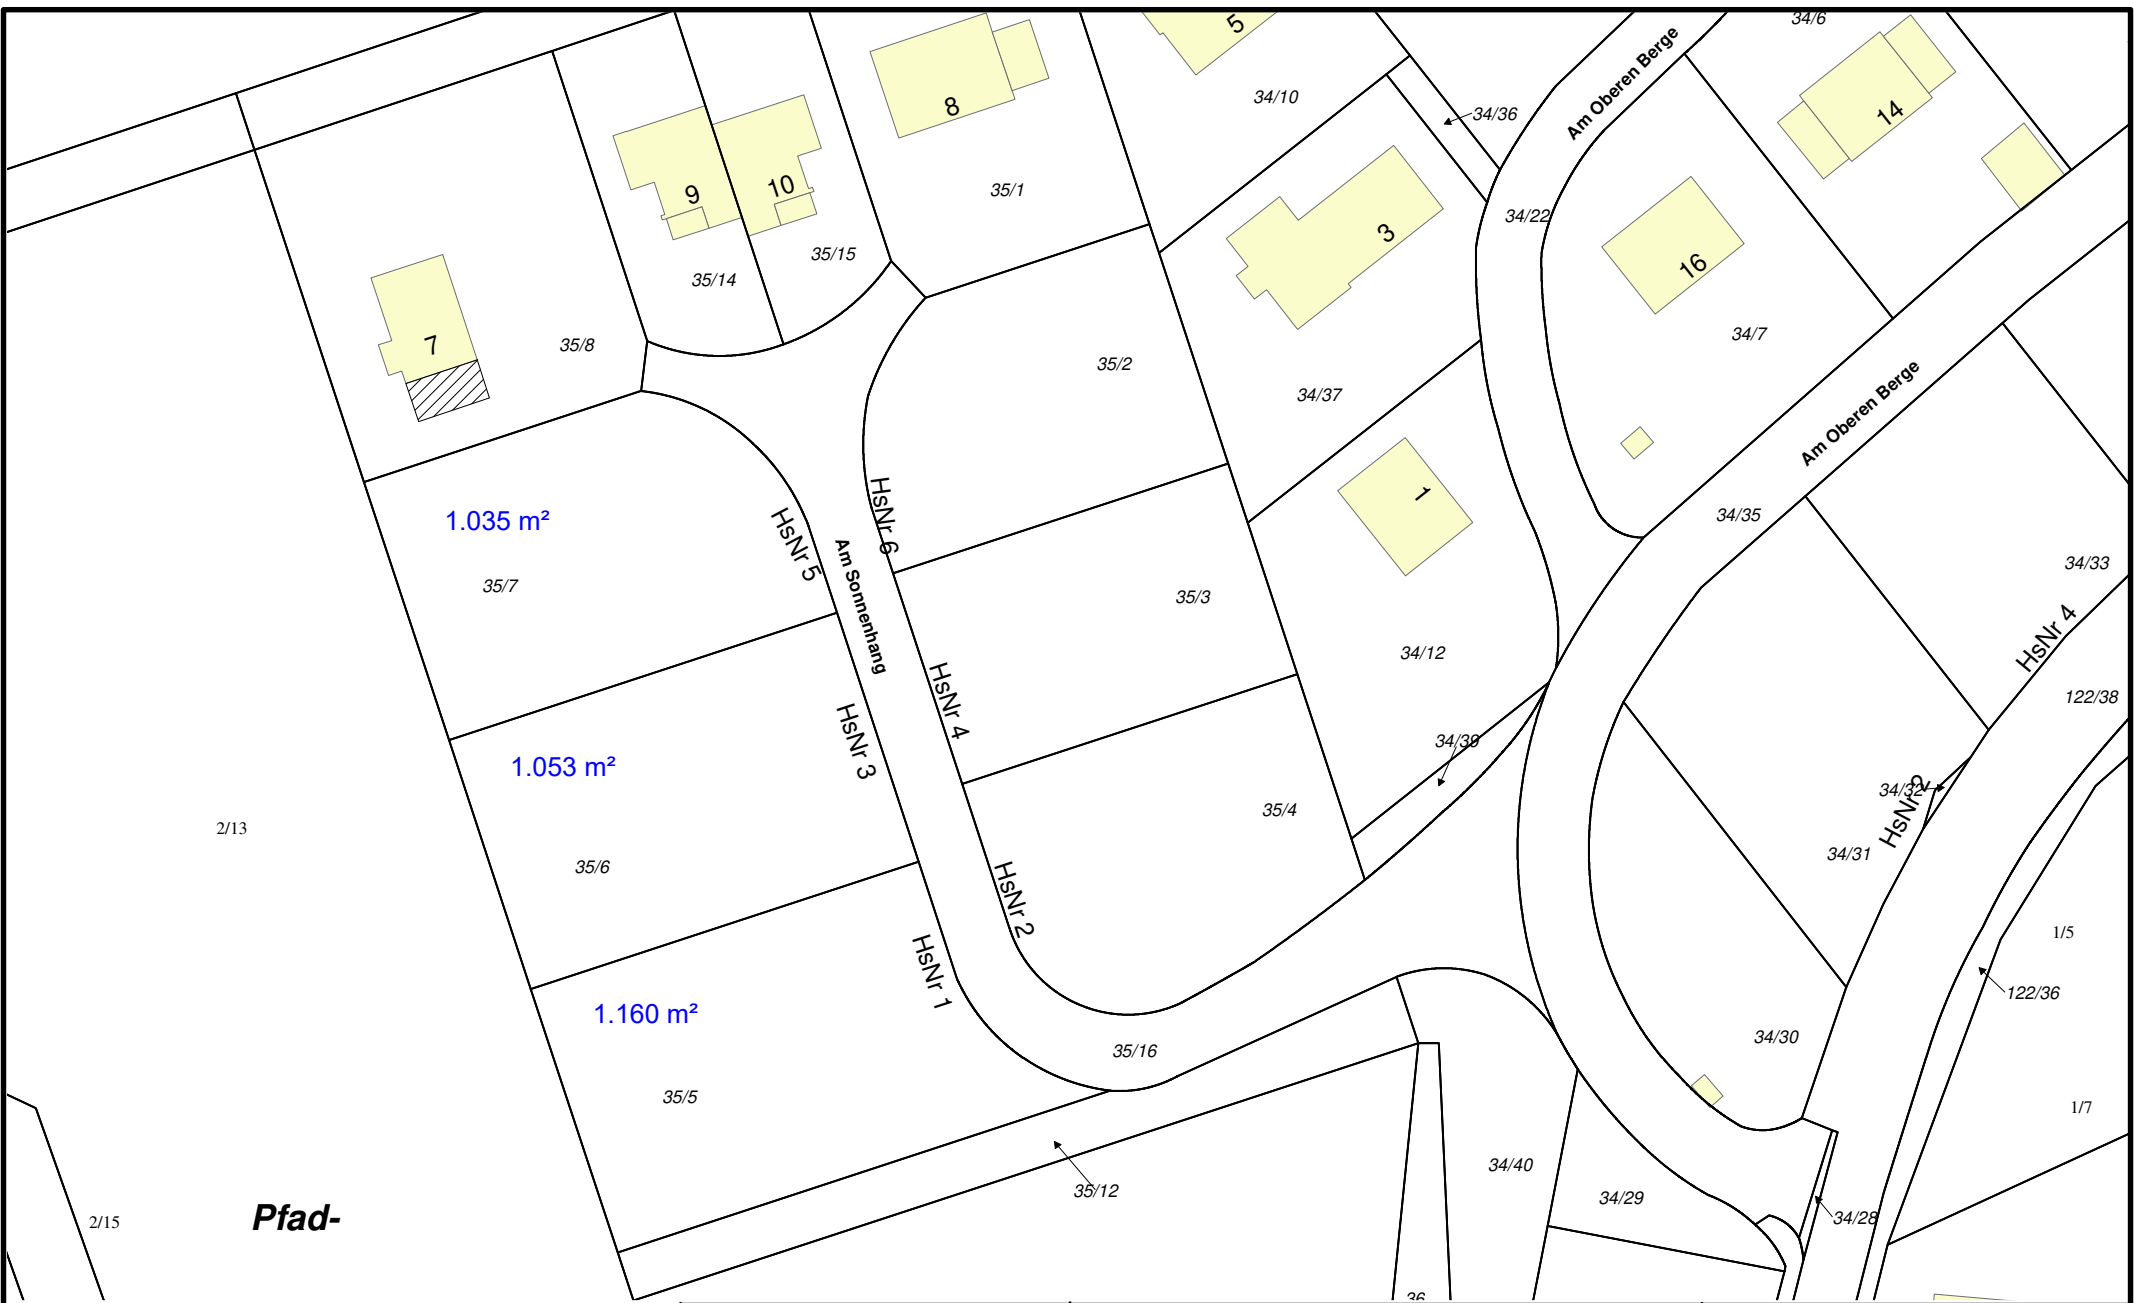 34/6
5
8
34/10
34/36
Am Oberen Berge
14
9
10
35/1
34/22
3
16
35/15
35/14
7
35/8
34/7
35/2
34/37
Am Oberen Berge
1
34/35
1.035 m²
HsNr 5
HsNr 6
35/7
Am Sonnenhang
35/3
34/33
34/12
HsNr 4
HsNr 4
122/38
HsNr 3
34/39
1.053 m²
34/32
HsNr 2
35/4
2/13
34/31
35/6
HsNr 2
1/5
HsNr 1
122/36
1.160 m²
34/30
35/16
35/5
1/7
34/40
35/12
34/29
Pfad-
2/15
34/28
36